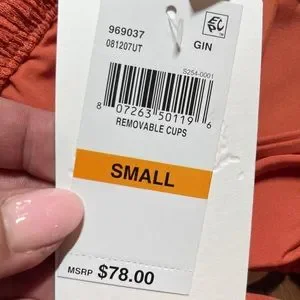 969037
081207UT
GIN
S254-0001
8 07263 50119 6
REMOVABLE CUPS
SMALL
MSRP $78.00